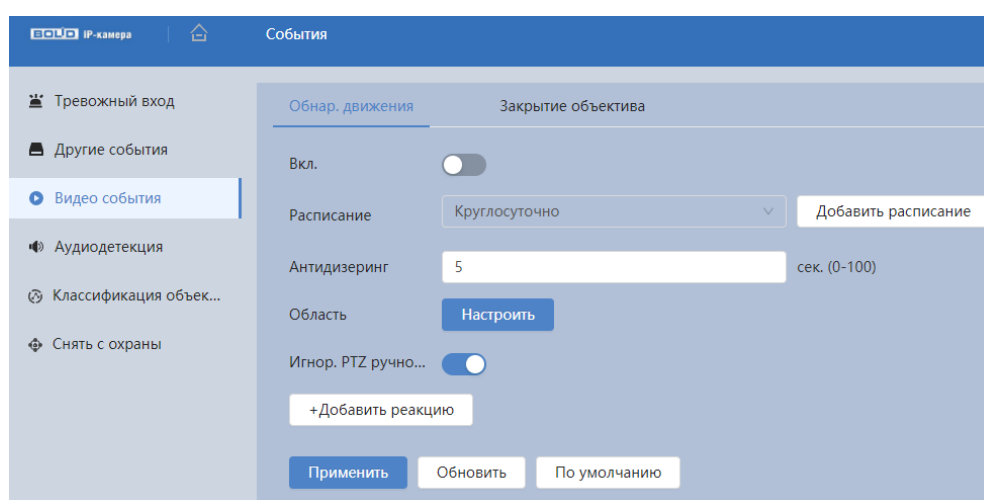 BOLID IP-камера
События
Тревожный вход
Другие события
Видео события
Аудиодетекция
Классификация объек...
Снять с охраны
Обнар. движения Закрытие объектива
Вкл.
Расписание Круглосуточно Добавить расписание
Антидизеринг 5 сек. (0-100)
Область Настроить
Игнор. PTZ ручно...
+Добавить реакцию
Применить Обновить По умолчанию